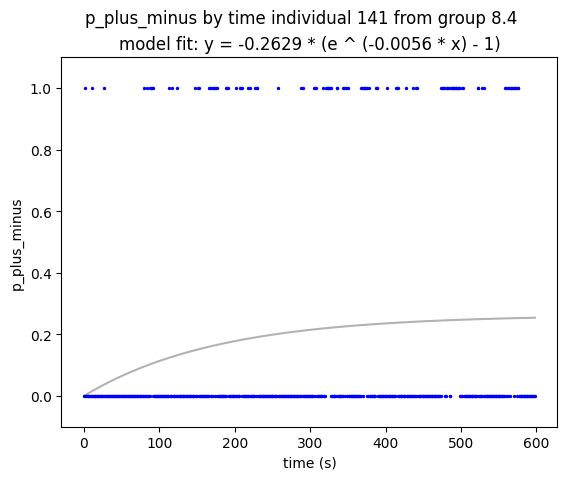 p_plus_minus by time individual 141 from group 8.4
model fit: y = -0.2629 * (e ^ (-0.0056 * x) - 1)
1.0
0.8
0.6
0.4
0.2
0.0
p_plus_minus
0 100 200 300 400 500 600
time (s)